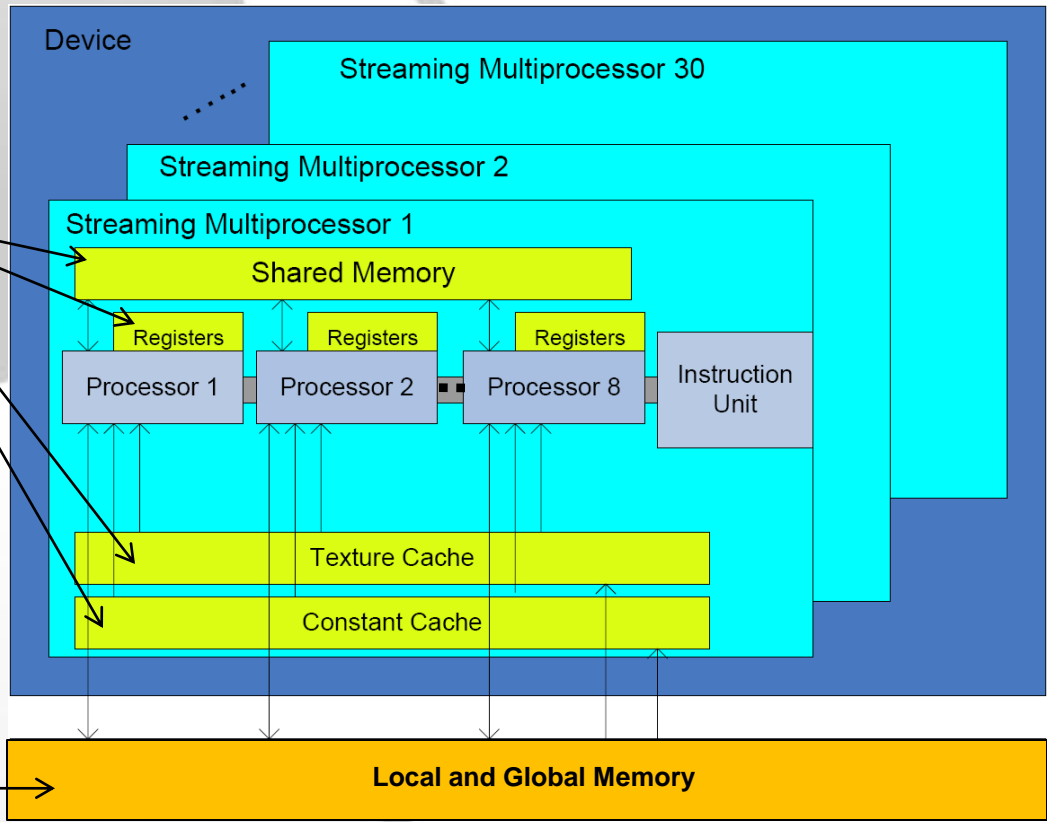 Device
Streaming Multiprocessor 30
Streaming Multiprocessor 2
Streaming Multiprocessor 1
Shared Memory
Registers
Registers
Registers
Processor 1
Processor 2
Processor 8
Instruction
Unit
Texture Cache
Constant Cache
Local and Global Memory